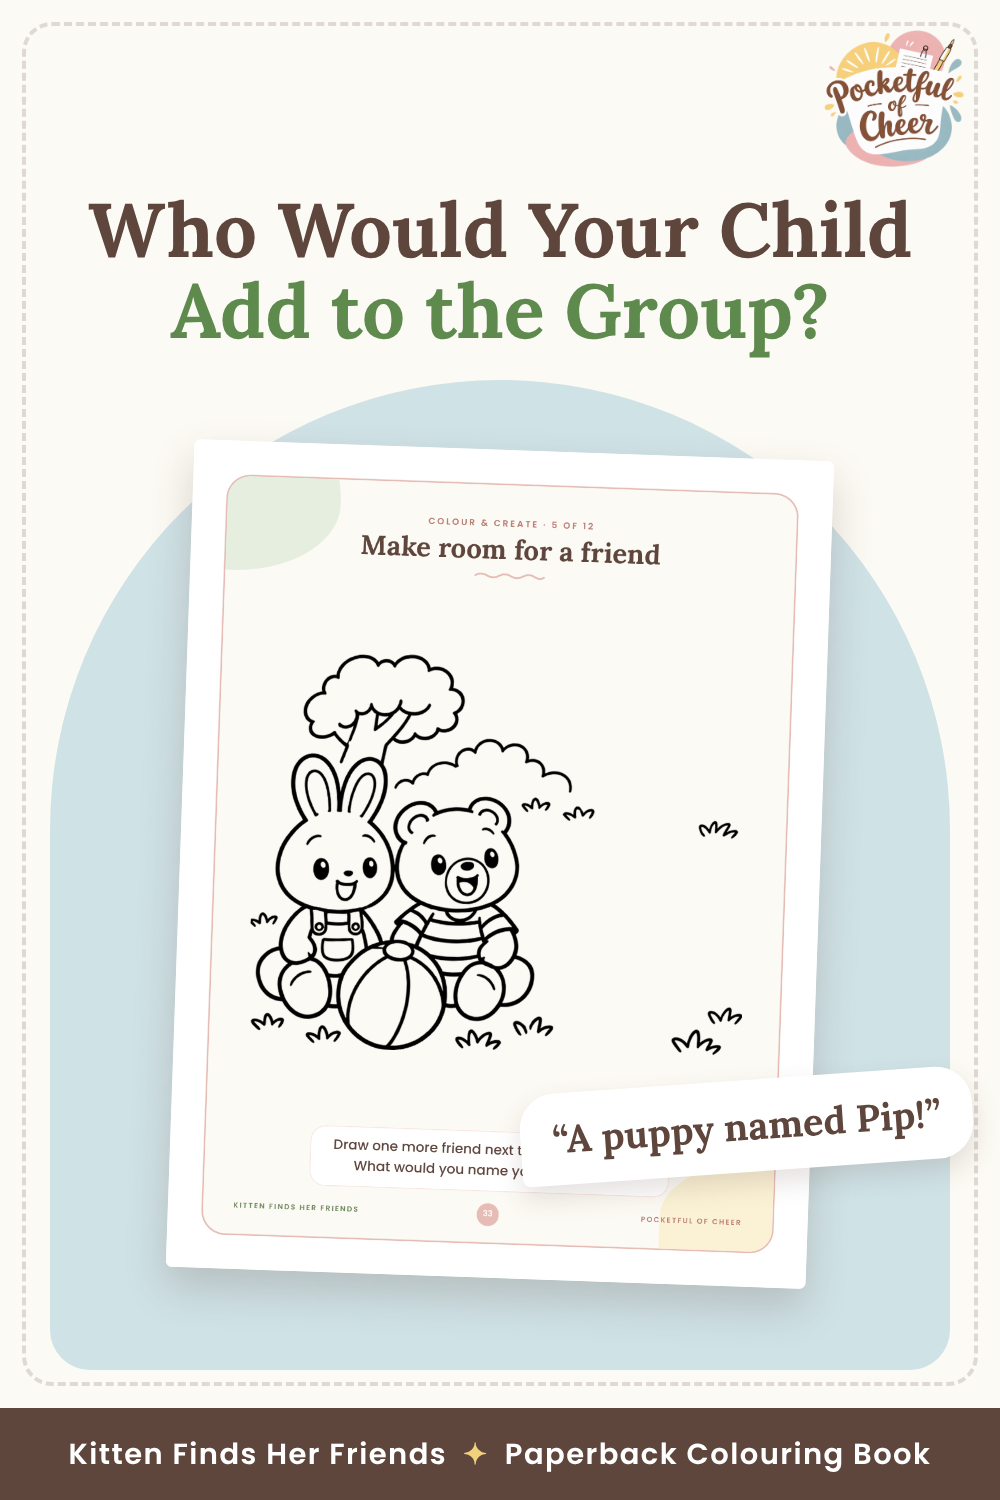 Pocketful
of
Cheer
Who Would Your Child
Add to the Group?
COLOUR & CREATE · 5 OF 12
Make room for a friend
Draw one more friend next
What would you name
“A puppy named Pip!”
KITTEN FINDS HER FRIENDS
33
POCKETFUL OF CHEER
Kitten Finds Her Friends ✦ Paperback Colouring Book